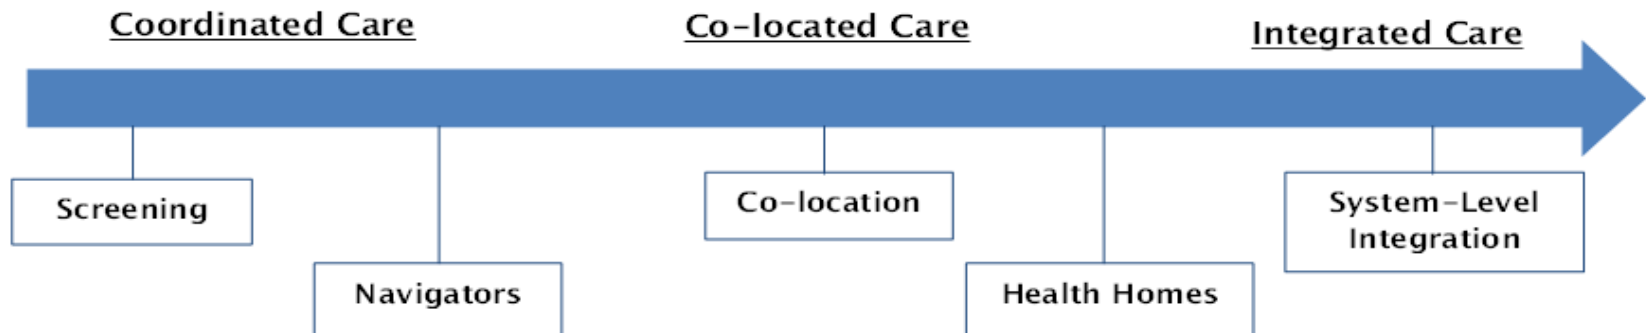 Coordinated Care
Co-located Care
Integrated Care
Screening
Navigators
Co-location
Health Homes
System-Level
Integration